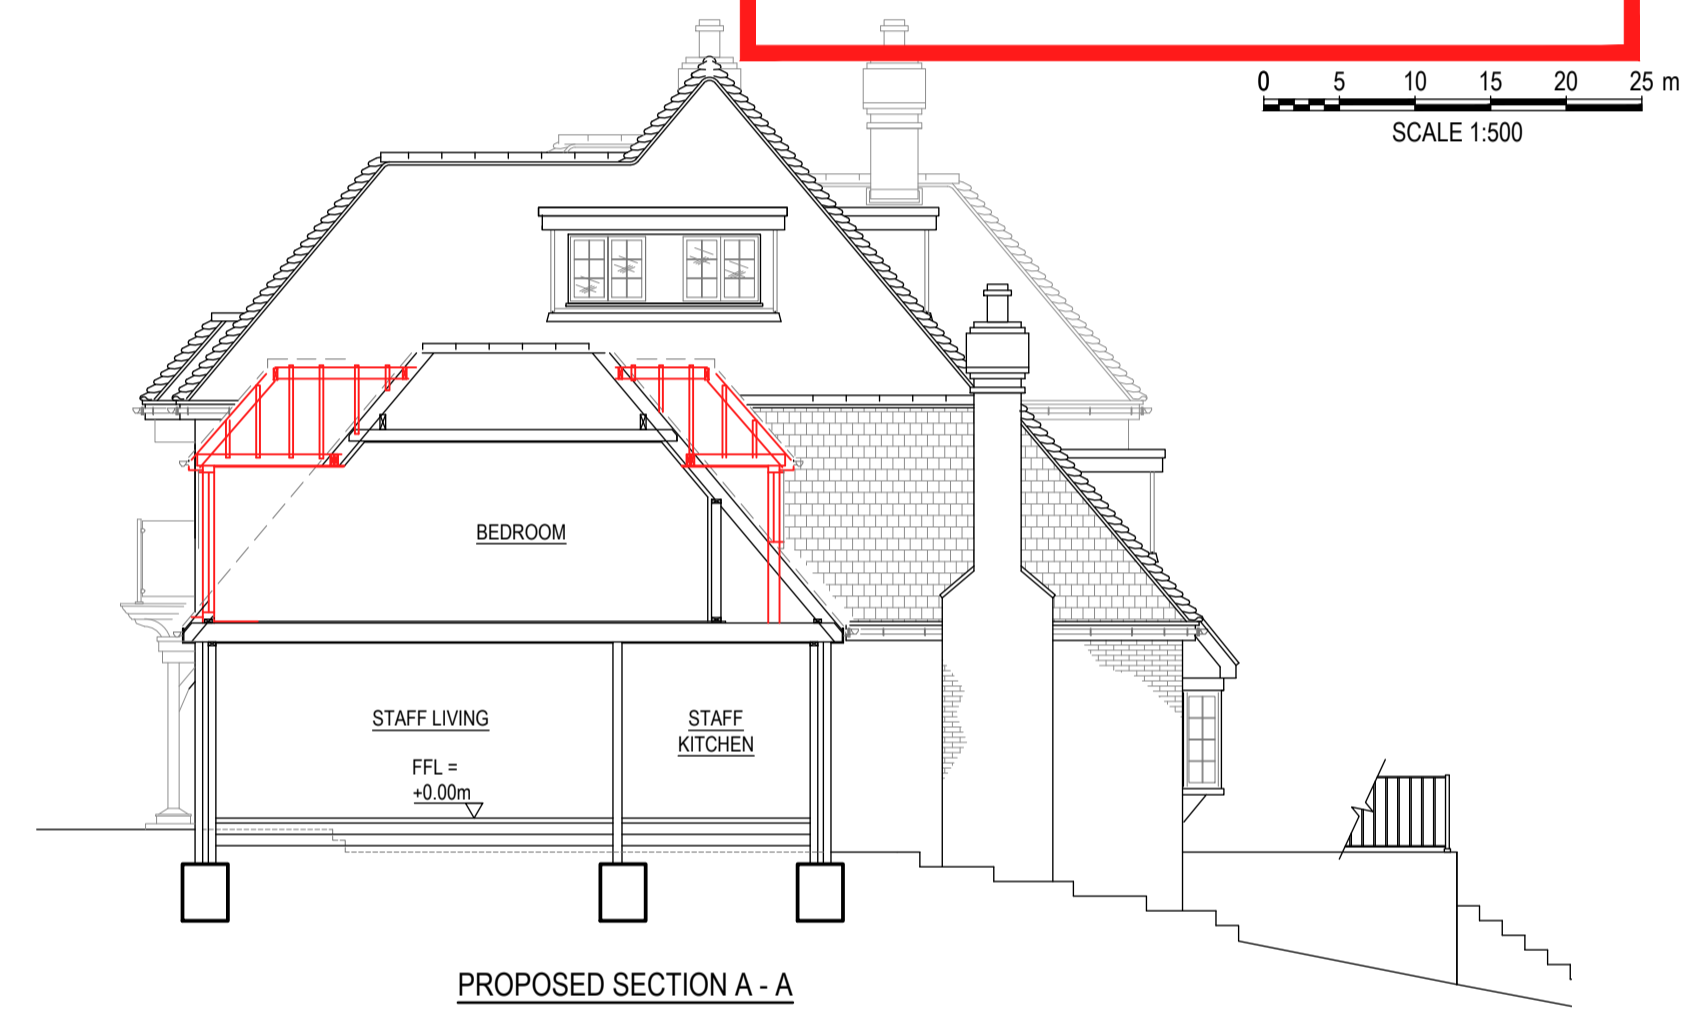 0 5 10 15 20 25 m
SCALE 1:500
BEDROOM
STAFF LIVING
STAFF
KITCHEN
FFL =
+0.00m
PROPOSED SECTION A - A